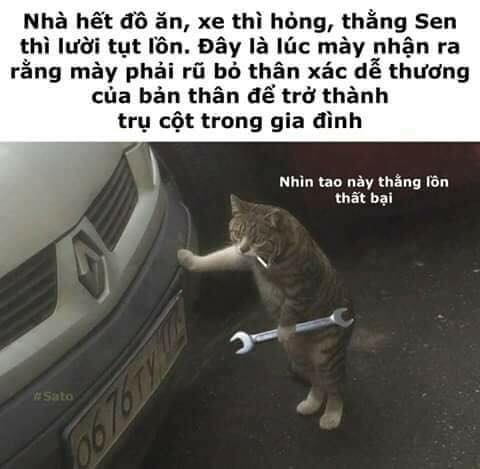 Nhà hết đồ ăn, xe thì hỏng, thằng Sen
thì lười tụt lồn. Đây là lúc mày nhận ra
rằng mày phải rũ bỏ thân xác dễ thương
của bản thân để trở thành
trụ cột trong gia đình
Nhìn tao này thằng lồn
thất bại
#Sato
0676TY